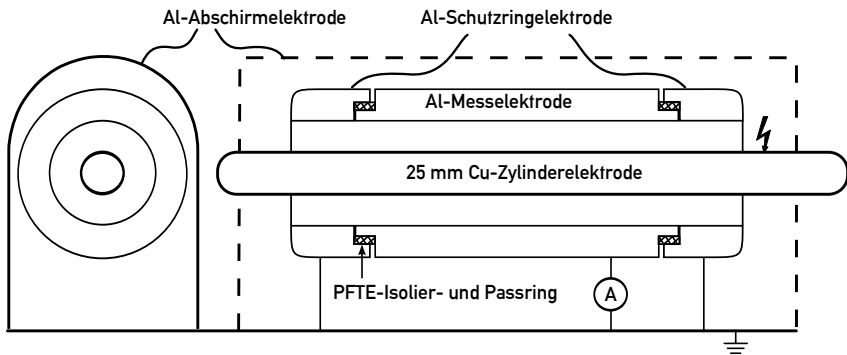 Al-Abschirmelektrode
Al-Schutzringelektrode
Al-Messelektrode
25 mm Cu-Zylinderelektrode
PFTE-Isolier- und Passring
A